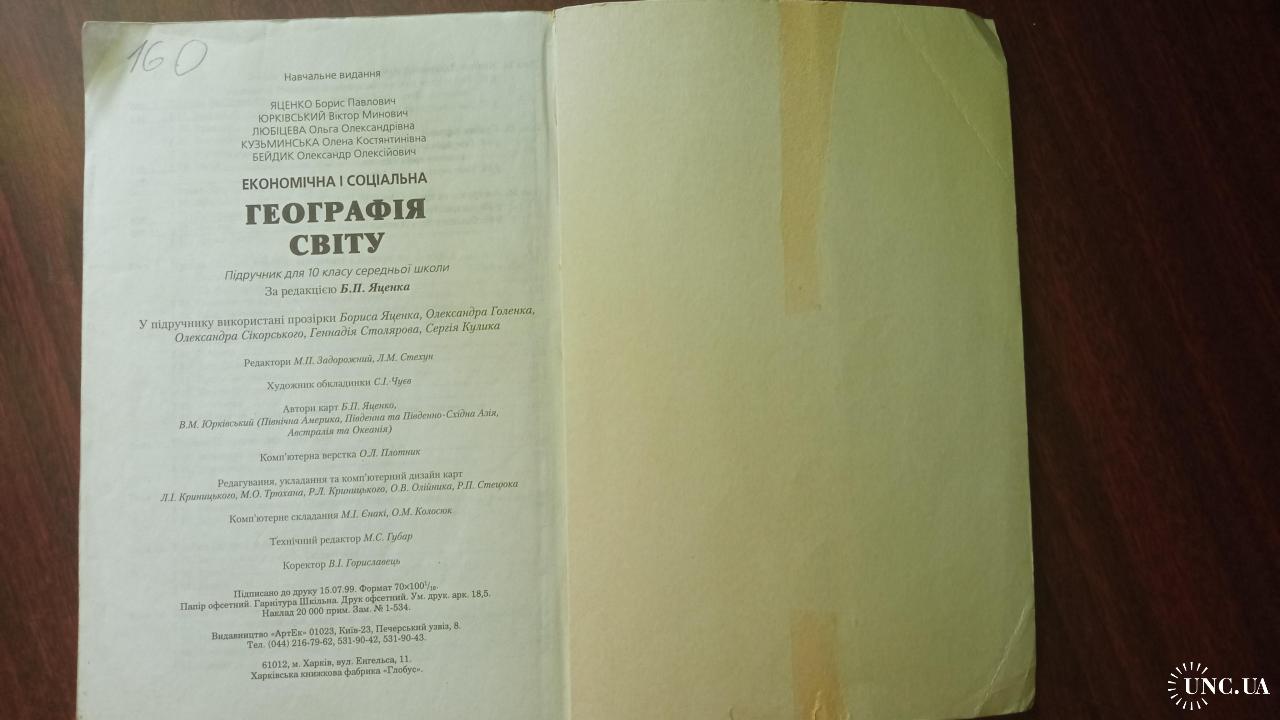 160
Навчальне видання
ЯЦЕНКО Борис Павлович
ЮРКІВСЬКИЙ Віктор Минович
ЛЮБІЦЕВА Ольга Олександрівна
КУЗЬМИНСЬКА Олена Костянтинівна
БЕЙДИК Олександр Олексійович
ЕКОНОМІЧНА І СОЦІАЛЬНА
ГЕОГРАФІЯ
СВІТУ
Підручник для 10 класу середньої школи
За редакцією Б.П. Яценка
У підручнику використані прозірки Бориса Яценка, Олександра Голенка,
Олександра Сікорського, Геннадія Столярова, Сергія Кулика
Редактори М.П. Задорожний, Л.М. Стехун
Художник обкладинки С.І. Чуєв
Автори карт Б.П. Яценко,
В.М. Юрківський (Північна Америка, Південна та Південно-Східна Азія,
Австралія та Океанія)
Комп'ютерна верстка О.Л. Плотник
Редагування, укладання та комп'ютерний дизайн карт
Л.І. Криницького, М.О. Трюхана, Р.Л. Криницького, О.В. Олійника, Р.П. Стецюка
Комп'ютерне складання М.І. Єнакі, О.М. Колосюк
Технічний редактор М.С. Губар
Коректор В.І. Гориславець
Підписано до друку 15.07.99. Формат 70×100¹/₁₆.
Папір офсетний. Гарнітура Шкільна. Друк офсетний. Ум. друк. арк. 18,5.
Наклад 20 000 прим. Зам. № 1-534.
Видавництво «АртЕк» 01023, Київ-23, Печерський узвіз, 8.
Тел. (044) 216-79-62, 531-90-42, 531-90-43.
61012, м. Харків, вул. Енгельса, 11.
Харківська книжкова фабрика «Глобус».
UNC.UA